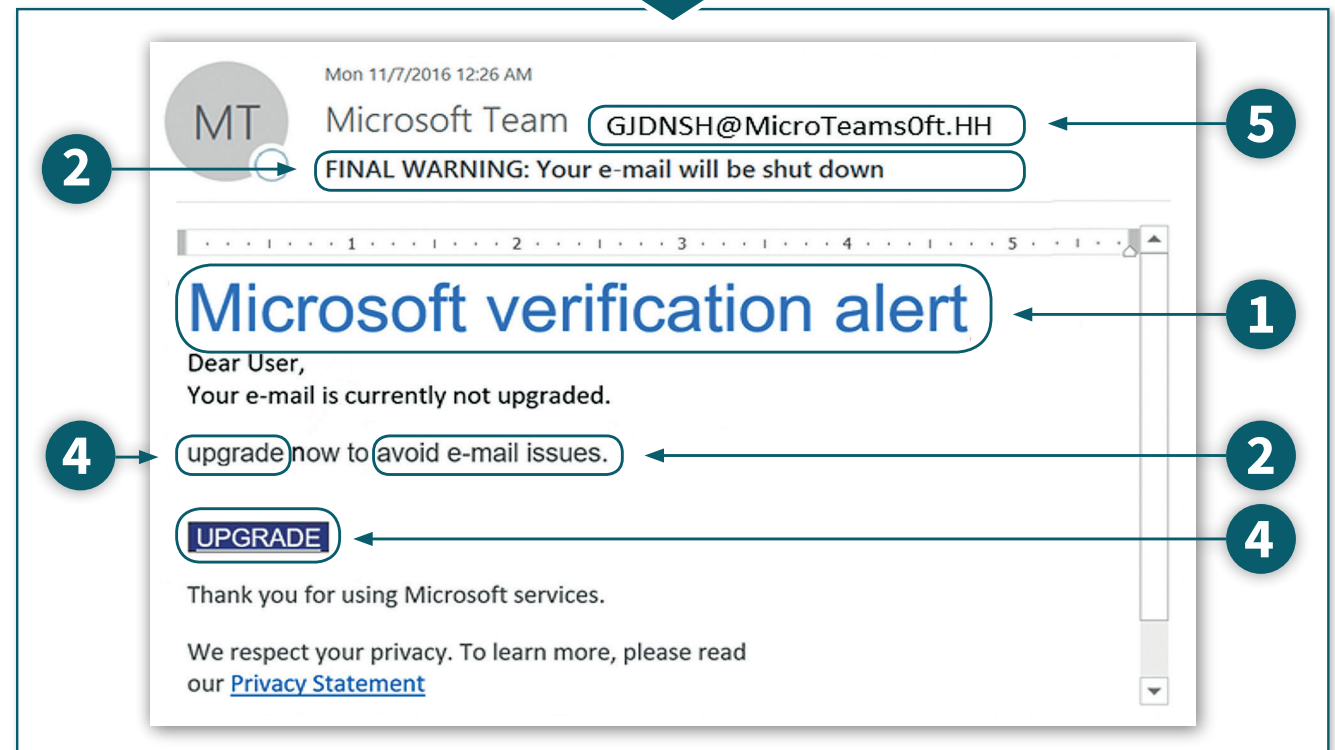 Mon 11/7/2016 12:26 AM
MT
Microsoft Team GJDNSH@MicroTeams0ft.HH
5
2
FINAL WARNING: Your e-mail will be shut down
1 2 3 4 5
Microsoft verification alert
1
Dear User,
Your e-mail is currently not upgraded.
4
upgrade now to avoid e-mail issues.
2
UPGRADE
4
Thank you for using Microsoft services.
We respect your privacy. To learn more, please read
our Privacy Statement